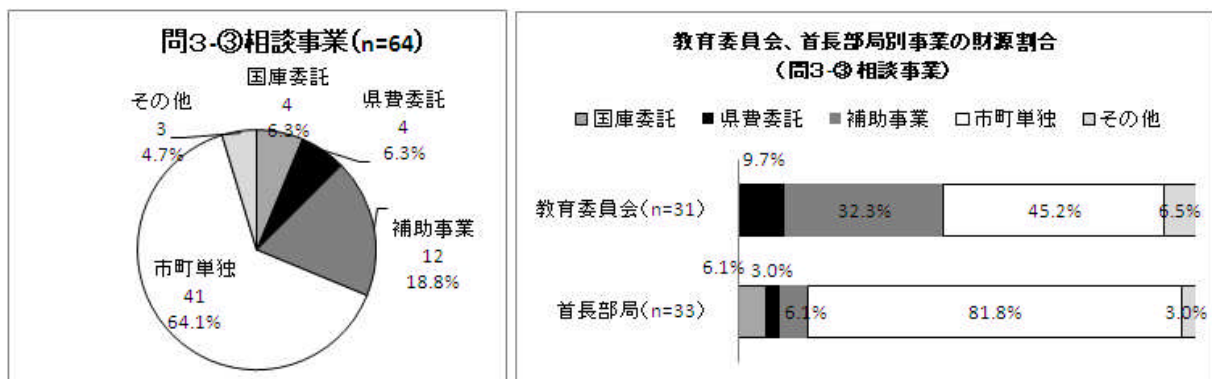 問3-③相談事業(n=64)
国庫委託
4
6.3%
県費委託
4
6.3%
補助事業
12
18.8%
市町単独
41
64.1%
その他
3
4.7%
教育委員会、首長部局別事業の財源割合
(問3-③相談事業)
国庫委託 県費委託 補助事業 市町単独 その他
9.7%
教育委員会(n=31) 32.3% 45.2% 6.5%
6.1% 3.0%
首長部局(n=33) 6.1% 81.8% 3.0%